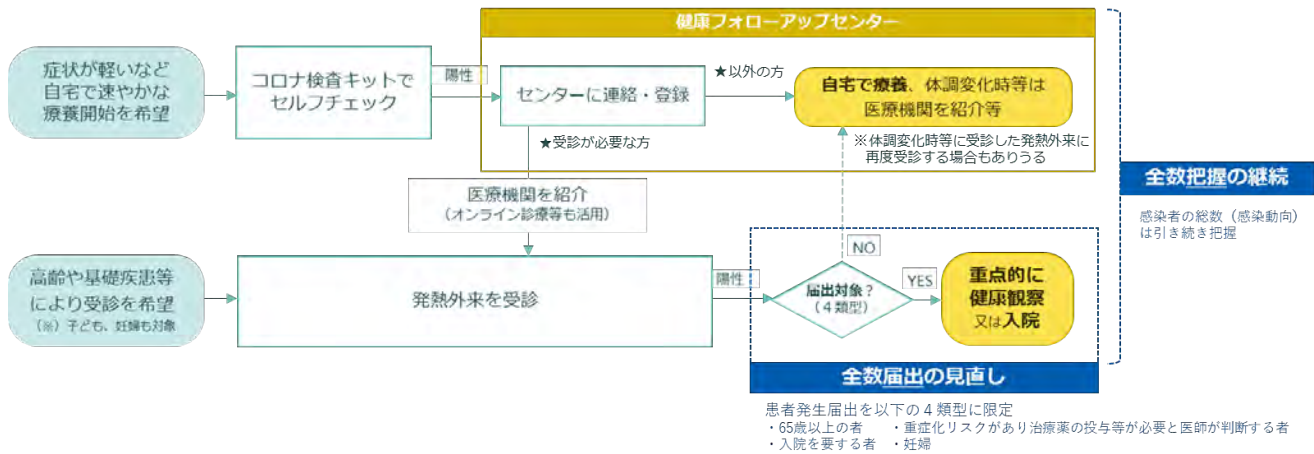 健康フォローアップセンター
症状が軽いなど
自宅で速やかな
療養開始を希望
コロナ検査キットで
セルフチェック
陽性
センターに連絡・登録
★以外の方
自宅で療養、体調変化時等は
医療機関を紹介等
★受診が必要な方
※体調変化時等に受診した発熱外来に
再度受診する場合もありうる
医療機関を紹介
（オンライン診療等も活用）
全数把握の継続
感染者の総数（感染動向）
は引き続き把握
高齢や基礎疾患等
により受診を希望
（※）子ども、妊婦も対象
発熱外来を受診
陽性
届出対象？
（４類型）
NO
YES
重点的に
健康観察
又は入院
全数届出の見直し
患者発生届出を以下の４類型に限定
・65歳以上の者　・重症化リスクがあり治療薬の投与等が必要と医師が判断する者
・入院を要する者　・妊婦